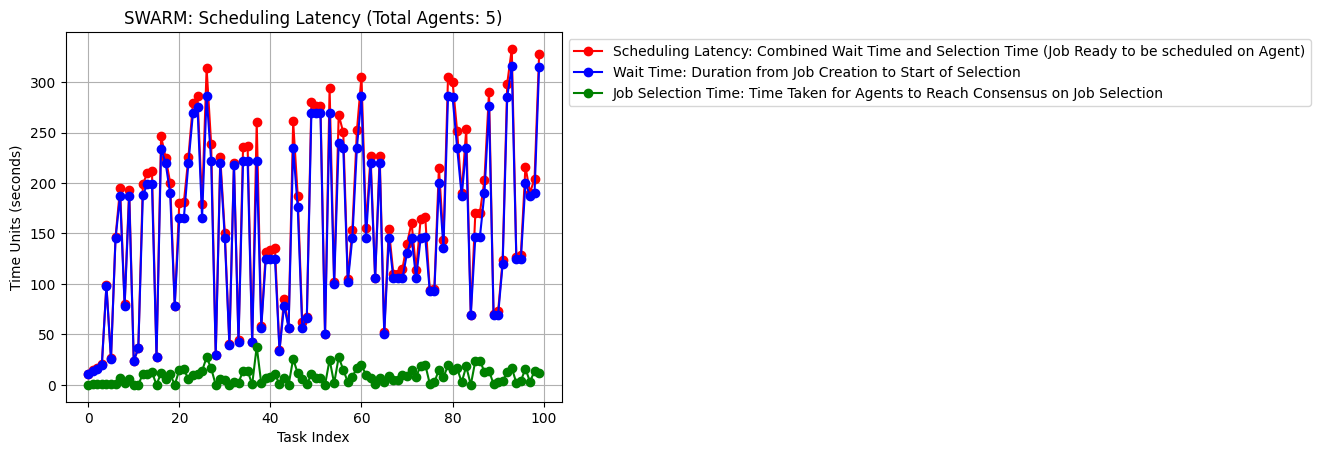 SWARM: Scheduling Latency (Total Agents: 5)
Scheduling Latency: Combined Wait Time and Selection Time (Job Ready to be scheduled on Agent)
Wait Time: Duration from Job Creation to Start of Selection
Job Selection Time: Time Taken for Agents to Reach Consensus on Job Selection
Time Units (seconds)
300
250
200
150
100
50
0
0 20 40 60 80 100
Task Index